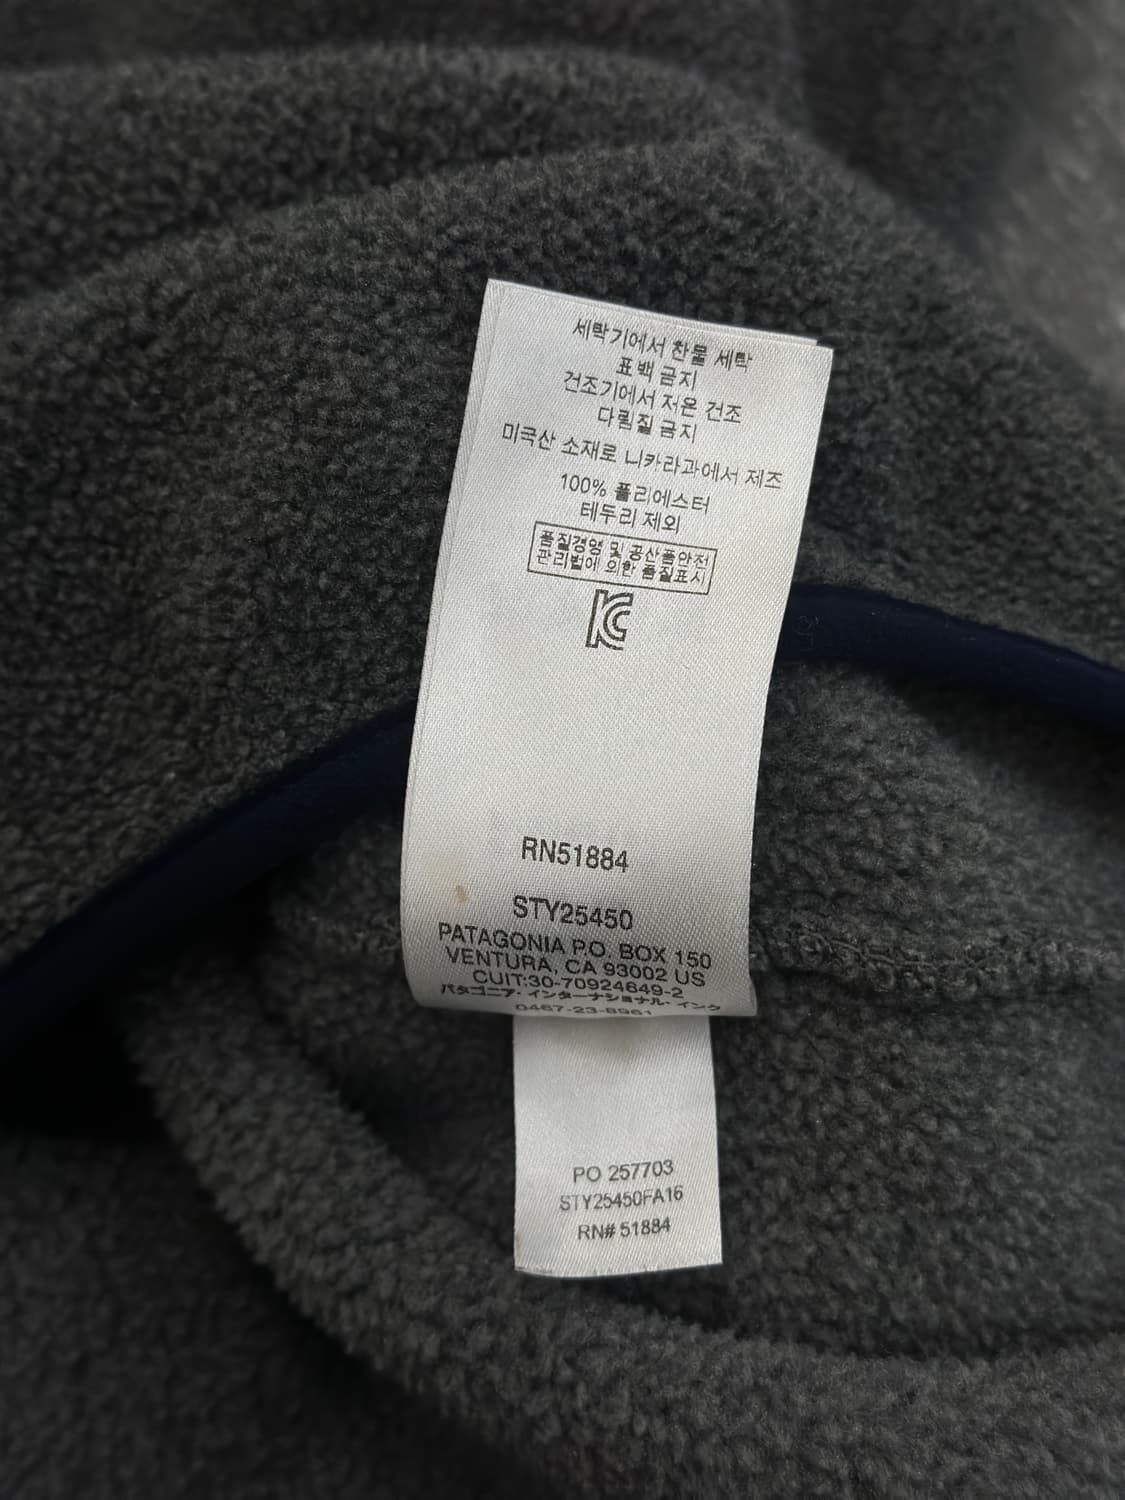 세탁기에서 찬물 세탁
표백 금지
건조기에서 저온 건조
다림질 금지
미국산 소재로 니카라과에서 제조
100% 폴리에스터
테두리 제외
품질경영 및 공산품안전
관리법에 의한 품질표시
KC
RN51884
STY25450
PATAGONIA P.O. BOX 150
VENTURA, CA 93002 US
CUIT:30-70924649-2
パタゴニア・インターナショナル・インク
0467-23-8961
PO 257703
STY25450FA16
RN# 51884